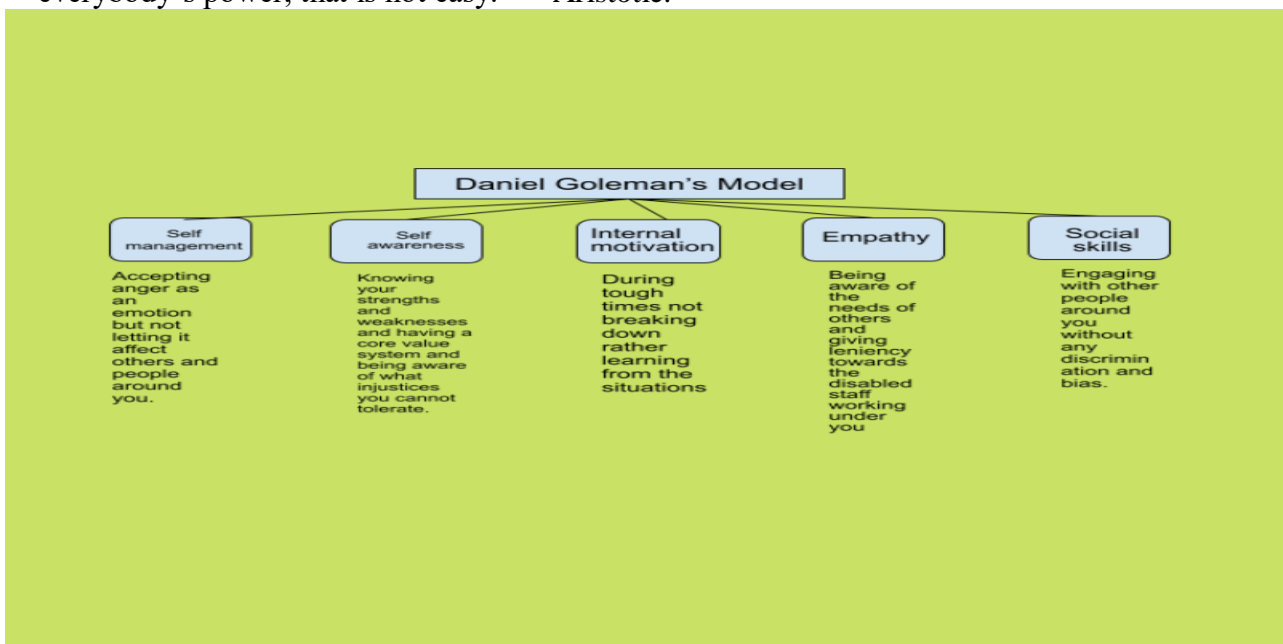 everybody's power, that is not easy." — Aristotle.
Daniel Goleman's Model
Self
management
Accepting
anger as
an
emotion
but not
letting it
affect
others and
people
around
you.
Self
awareness
Knowing
your
strengths
and
weaknesses
and having a
core value
system and
being aware
of what
injustices
you cannot
tolerate.
Internal
motivation
During
tough
times not
breaking
down
rather
learning
from the
situations
Empathy
Being
aware of
the
needs of
others
and
giving
leniency
towards
the
disabled
staff
working
under
you
Social
skills
Engaging
with other
people
around
you
without
any
discrimin
ation and
bias.